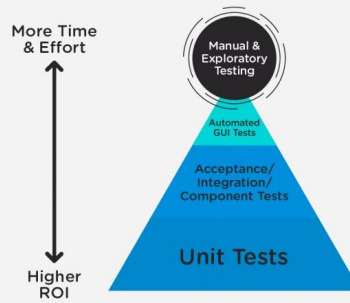 More Time
& Effort
Manual &
Exploratory
Testing
Automated
GUI Tests
Acceptance/
Integration/
Component Tests
Unit Tests
Higher
ROI